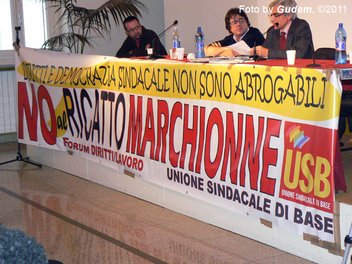 Foto by Gudem, ©2011
DIRITTI E DEMOCRAZIA SINDACALE NON SONO ABROGABILI!
NO al RICATTO MARCHIONNE
FORUM DIRITTI/LAVORO
UNIONE SINDACALE DI BASE
USB
UNIONE SINDACALE DI BASE